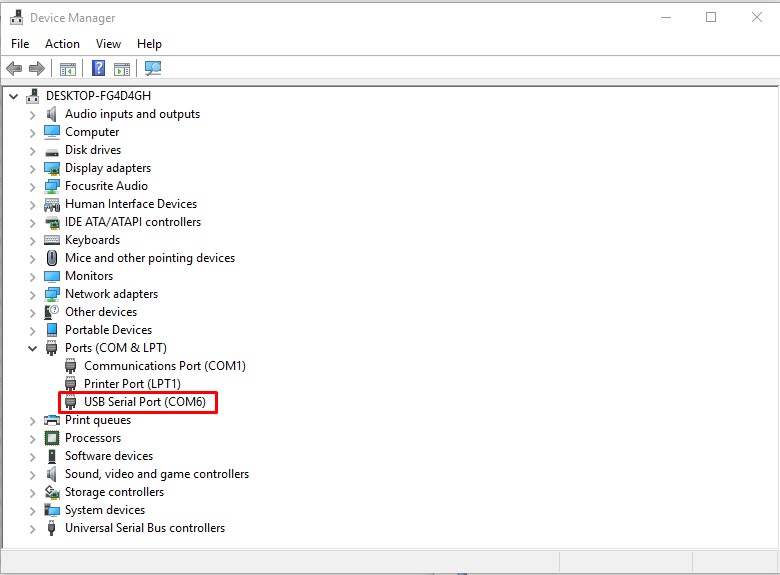 Device Manager
File Action View Help
DESKTOP-FG4D4GH
Audio inputs and outputs
Computer
Disk drives
Display adapters
Focusrite Audio
Human Interface Devices
IDE ATA/ATAPI controllers
Keyboards
Mice and other pointing devices
Monitors
Network adapters
Other devices
Portable Devices
Ports (COM & LPT)
Communications Port (COM1)
Printer Port (LPT1)
USB Serial Port (COM6)
Print queues
Processors
Software devices
Sound, video and game controllers
Storage controllers
System devices
Universal Serial Bus controllers